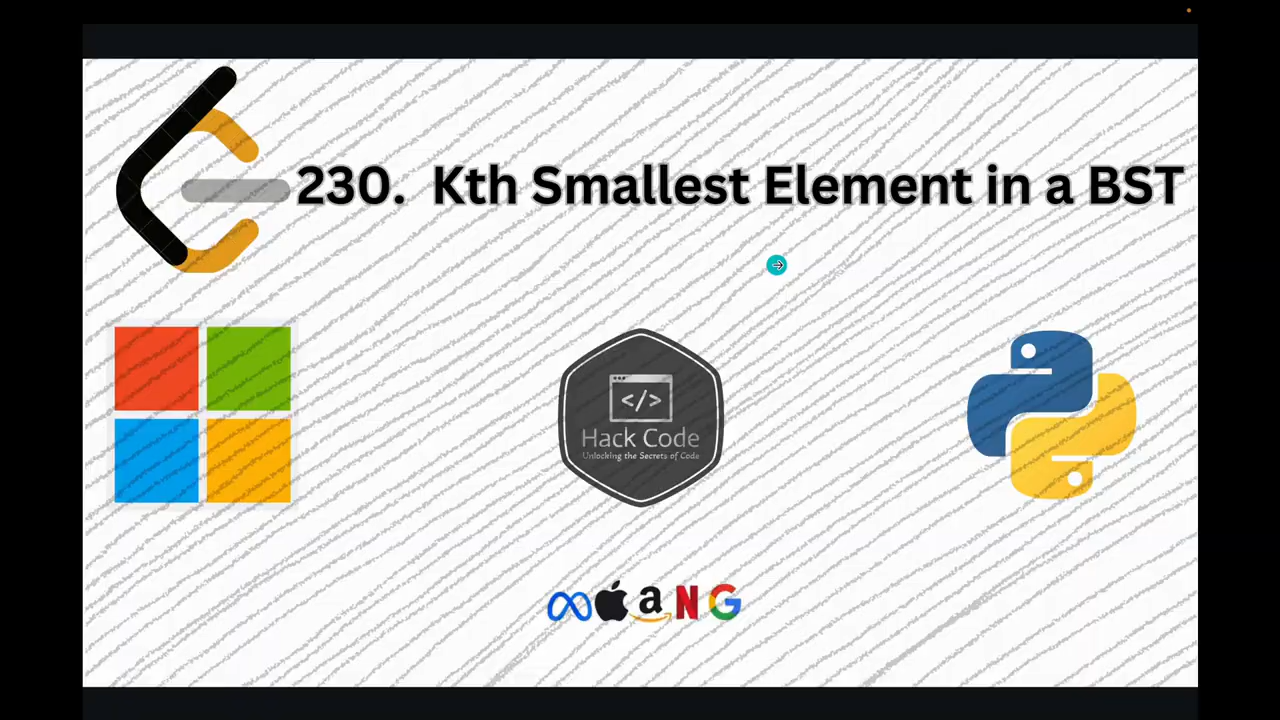 230. Kth Smallest Element in a BST
</>
Hack Code
Unlocking the Secrets of Code
a N G